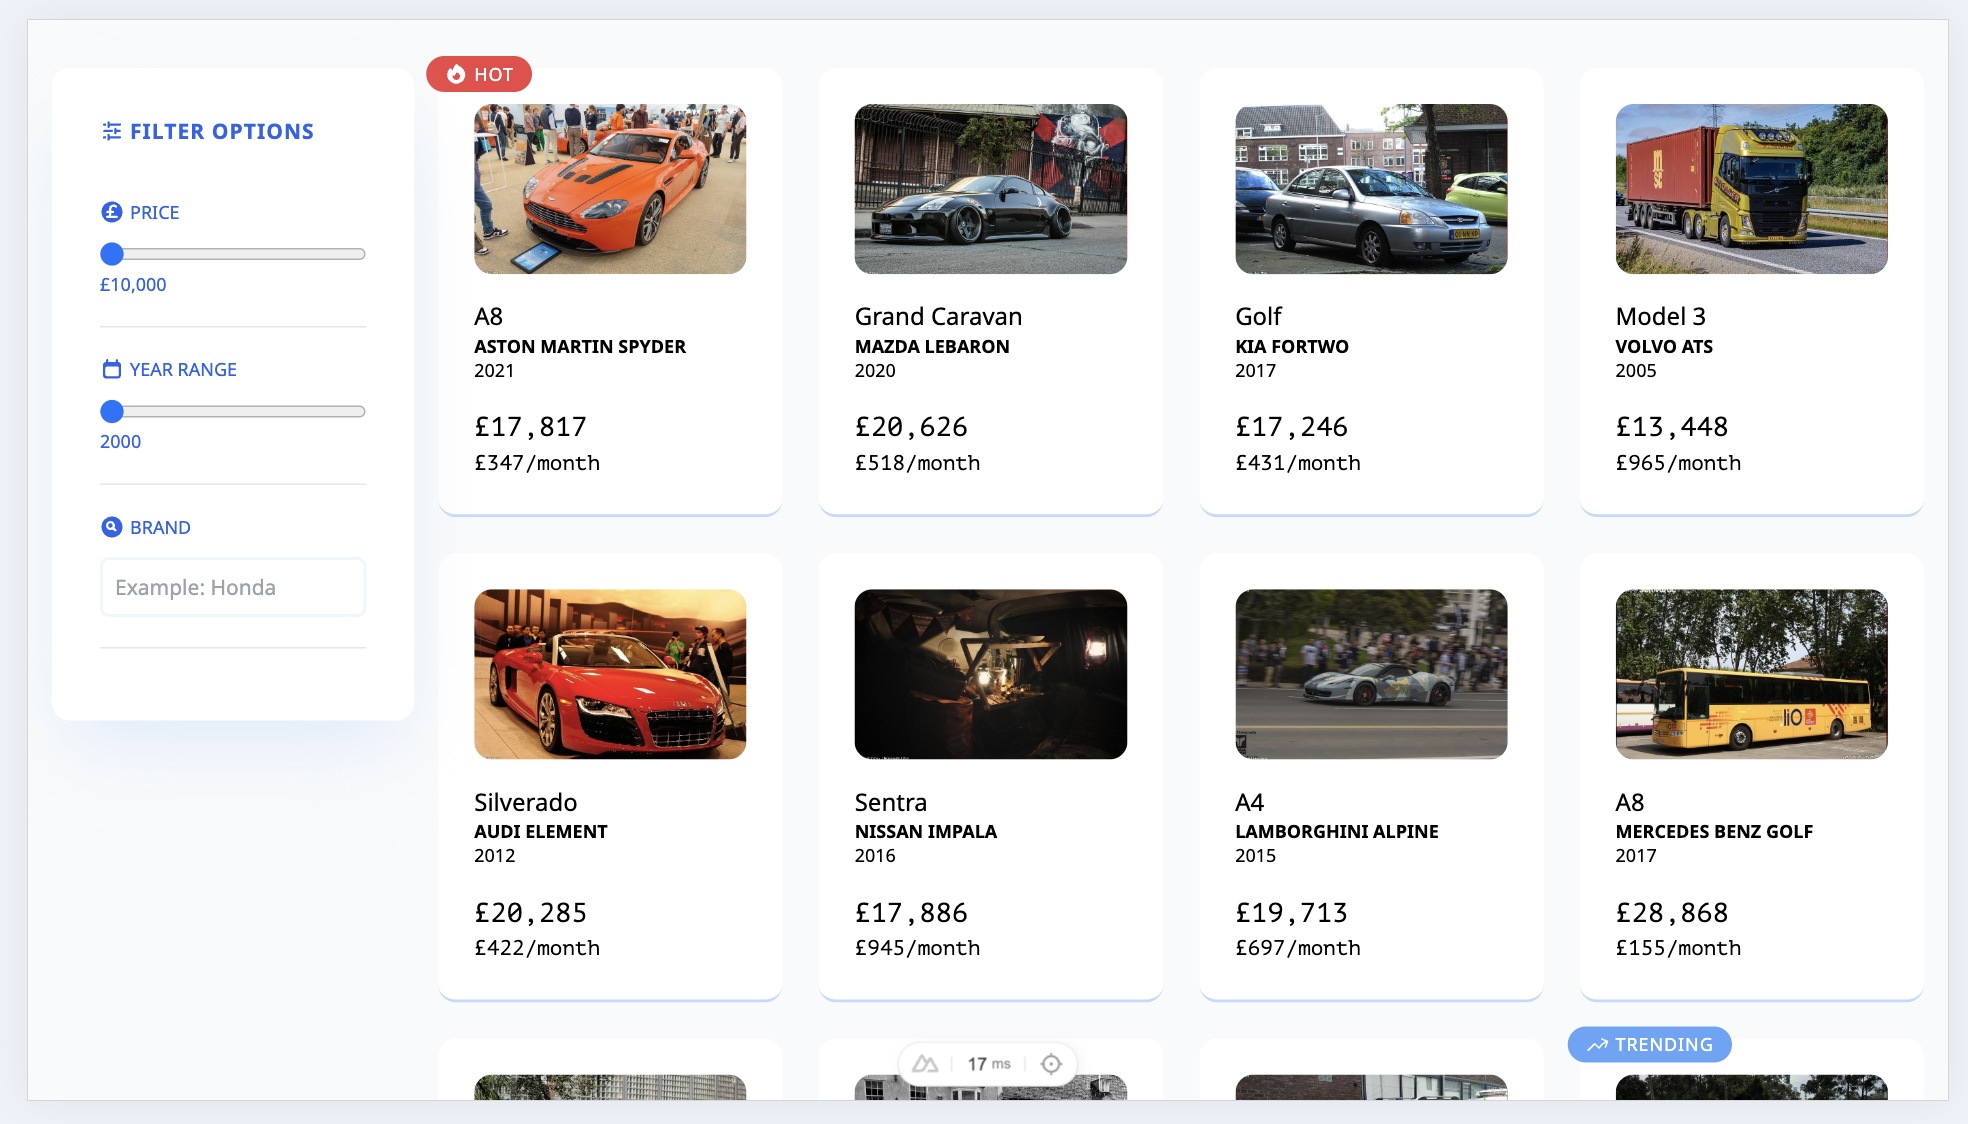 FILTER OPTIONS
PRICE
£10,000
YEAR RANGE
2000
BRAND
Example: Honda
HOT
A8
ASTON MARTIN SPYDER
2021
£17,817
£347/month
Grand Caravan
MAZDA LEBARON
2020
£20,626
£518/month
Golf
KIA FORTWO
2017
£17,246
£431/month
Model 3
VOLVO ATS
2005
£13,448
£965/month
Silverado
AUDI ELEMENT
2012
£20,285
£422/month
Sentra
NISSAN IMPALA
2016
£17,886
£945/month
A4
LAMBORGHINI ALPINE
2015
£19,713
£697/month
liO
A8
MERCEDES BENZ GOLF
2017
£28,868
£155/month
TRENDING
17 ms